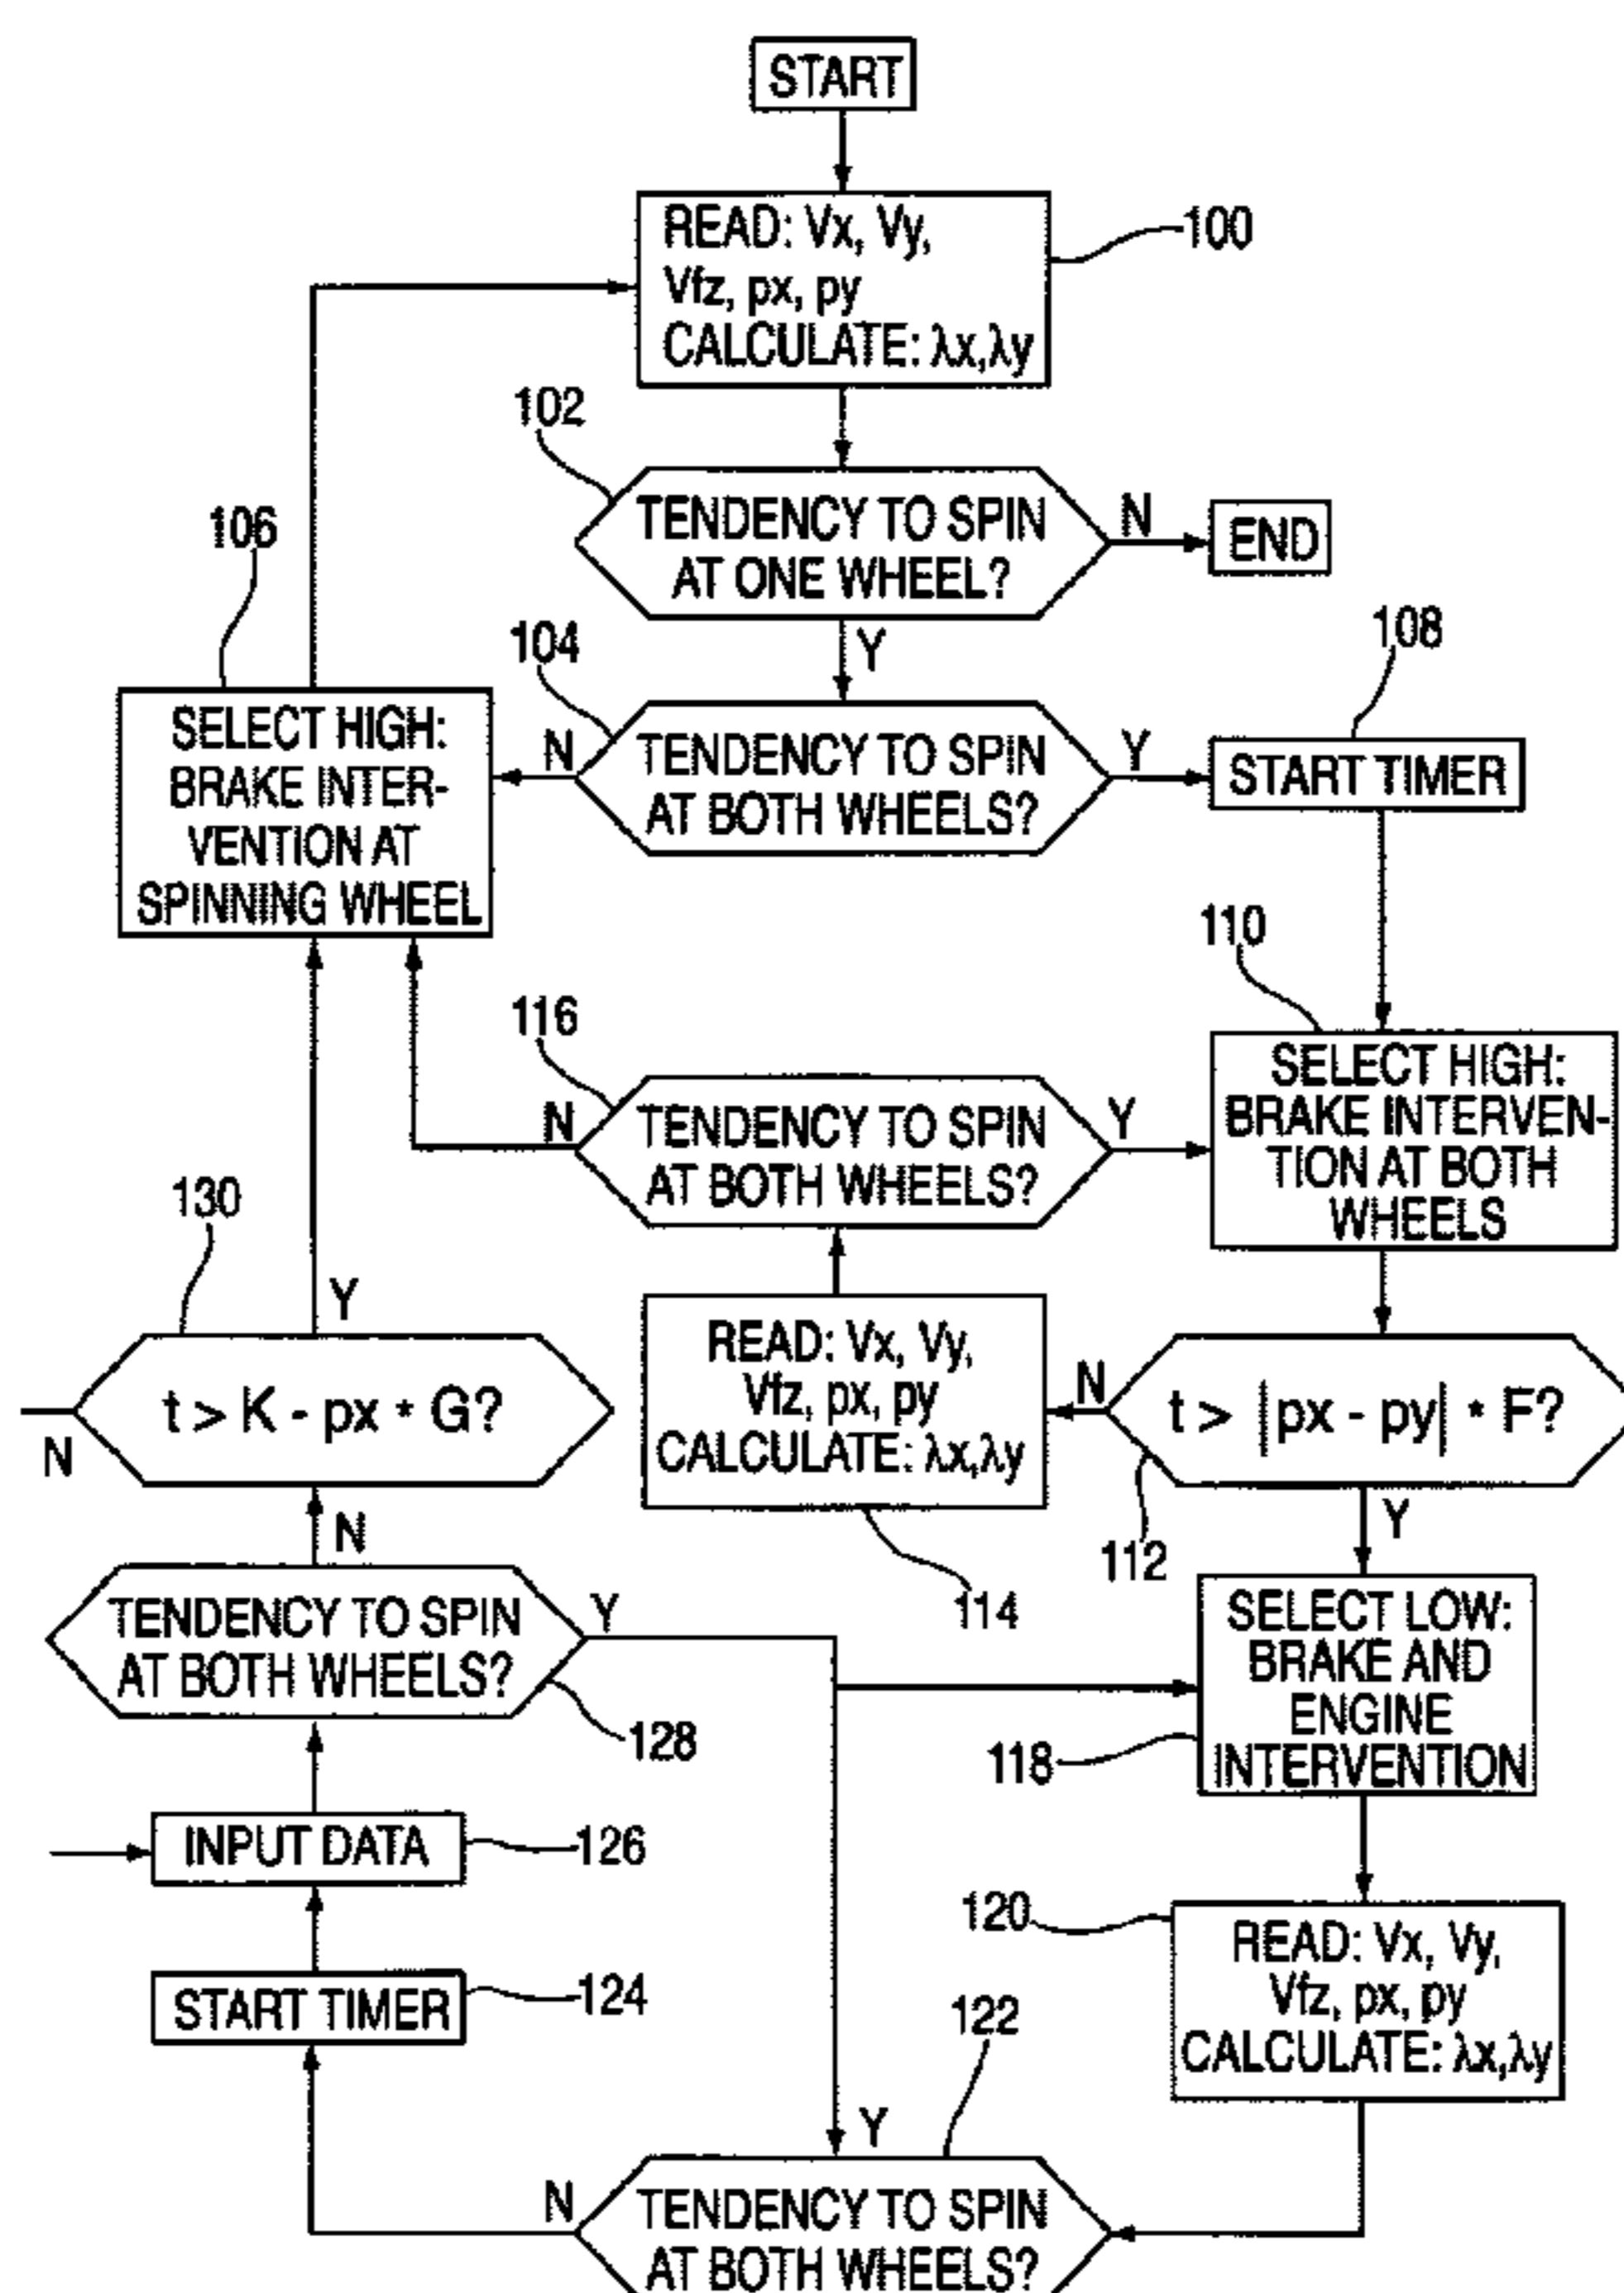 START
READ: Vx, Vy,
Vfz, px, py
CALCULATE: λx,λy
100
102
TENDENCY TO SPIN
AT ONE WHEEL?
N
END
Y
106
104
108
SELECT HIGH:
BRAKE INTER-
VENTION AT
SPINNING WHEEL
N
TENDENCY TO SPIN
AT BOTH WHEELS?
Y
START TIMER
110
116
SELECT HIGH:
BRAKE INTERVEN-
TION AT BOTH
WHEELS
N
TENDENCY TO SPIN
AT BOTH WHEELS?
Y
130
Y
t > K - px * G?
N
READ: Vx, Vy,
Vfz, px, py
CALCULATE: λx,λy
N
t > |px - py| * F?
Y
112
114
N
TENDENCY TO SPIN
AT BOTH WHEELS?
Y
128
SELECT LOW:
BRAKE AND
ENGINE
INTERVENTION
118
INPUT DATA
126
120
READ: Vx, Vy,
Vfz, px, py
CALCULATE: λx,λy
START TIMER
124
122
Y
N
TENDENCY TO SPIN
AT BOTH WHEELS?